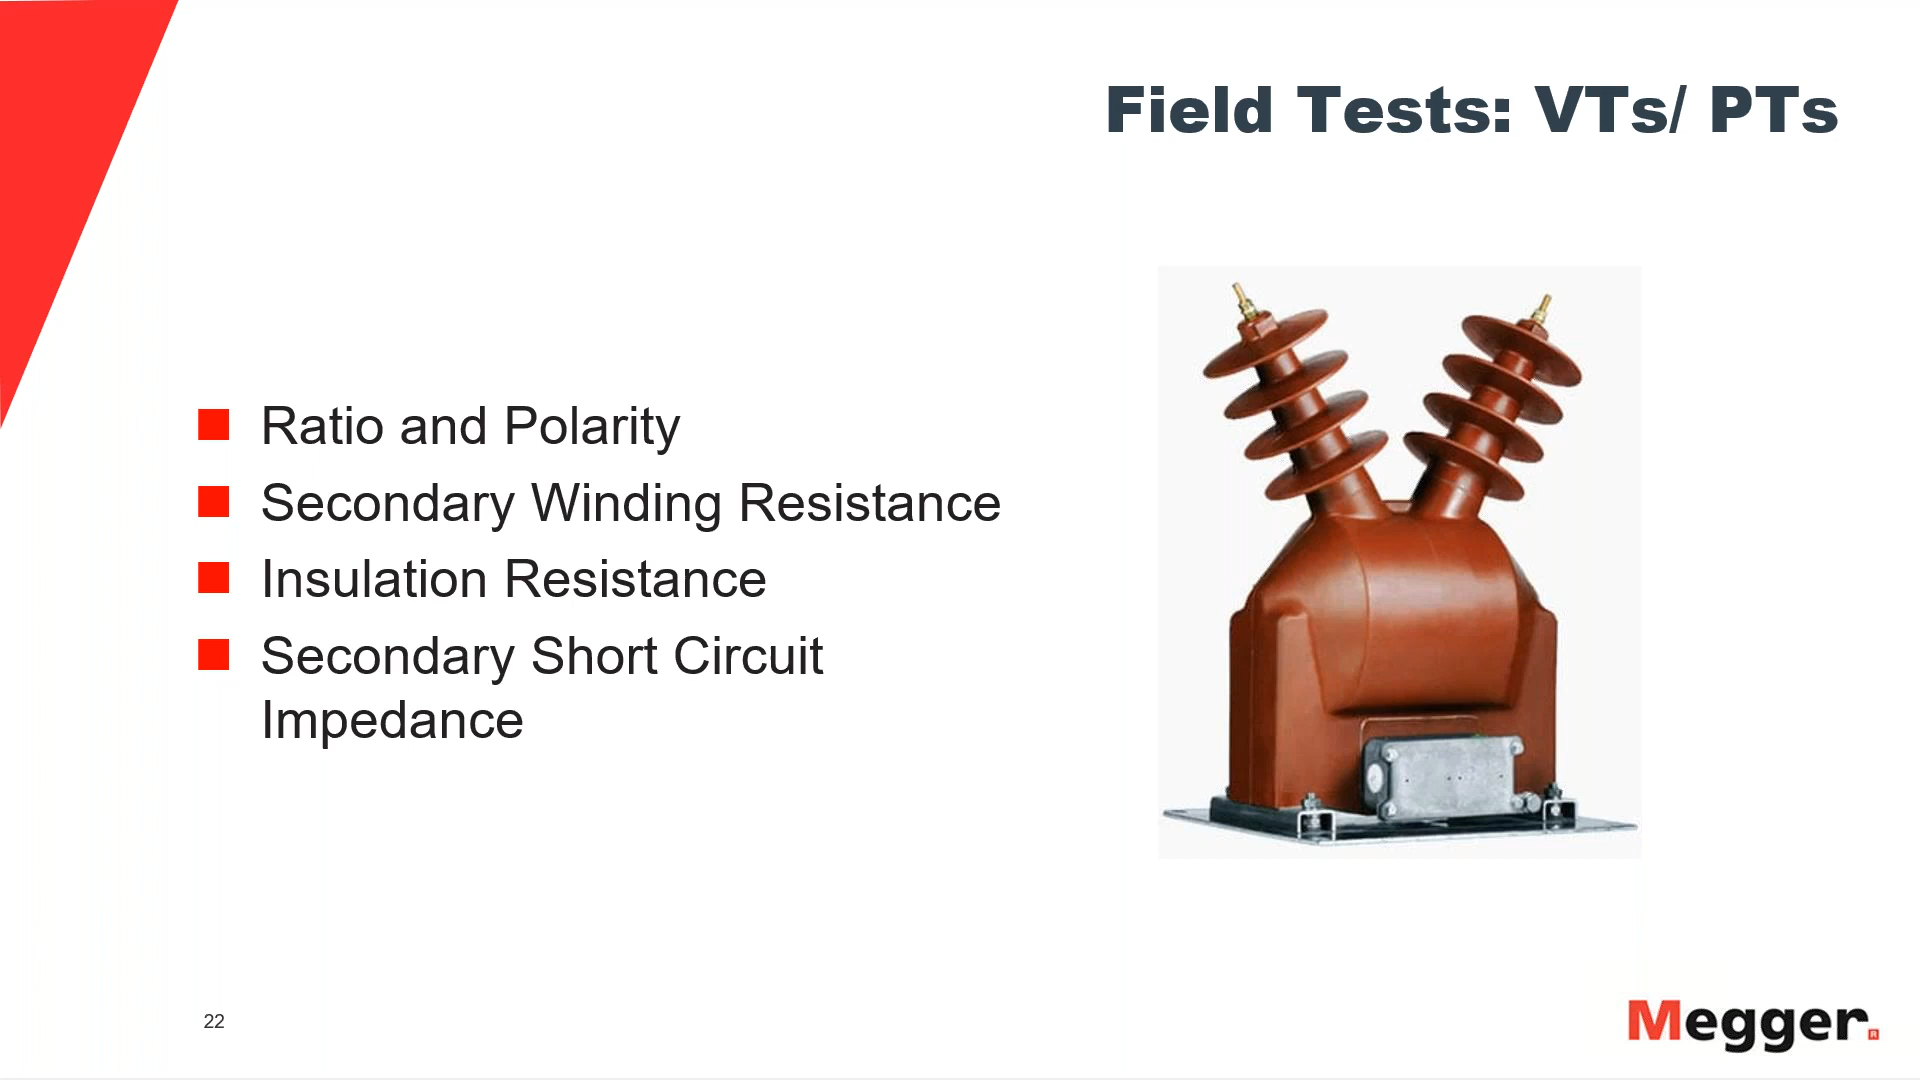 Field Tests: VTs/ PTs
Ratio and Polarity
Secondary Winding Resistance
Insulation Resistance
Secondary Short Circuit
Impedance
22
Megger.